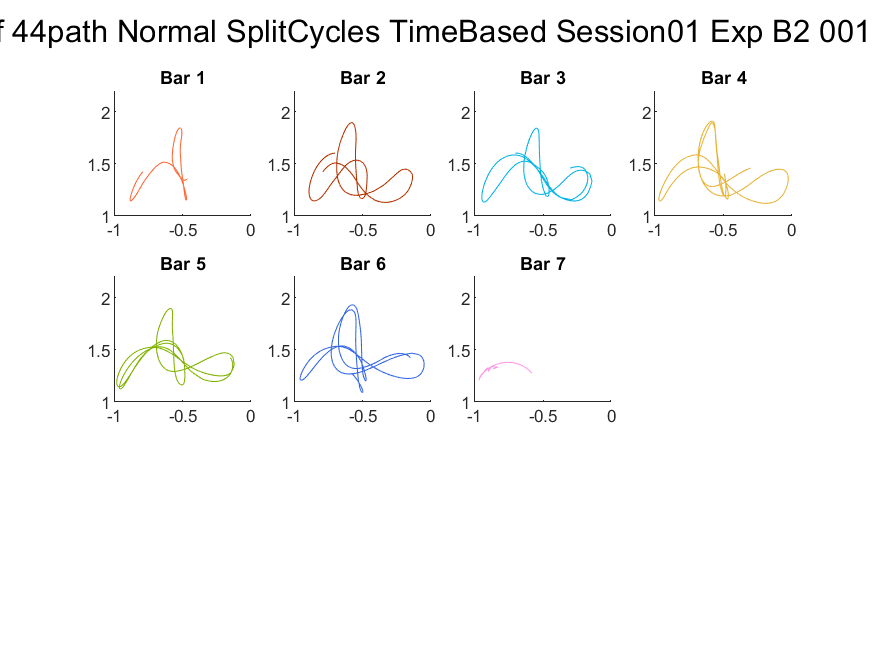 f 44path Normal SplitCycles TimeBased Session01 Exp B2 001
Bar 1 Bar 2 Bar 3 Bar 4
2 2 2 2
1.5 1.5 1.5 1.5
1 1 1 1
-1 -0.5 0 -1 -0.5 0 -1 -0.5 0 -1 -0.5 0
Bar 5 Bar 6 Bar 7
2 2 2
1.5 1.5 1.5
1 1 1
-1 -0.5 0 -1 -0.5 0 -1 -0.5 0